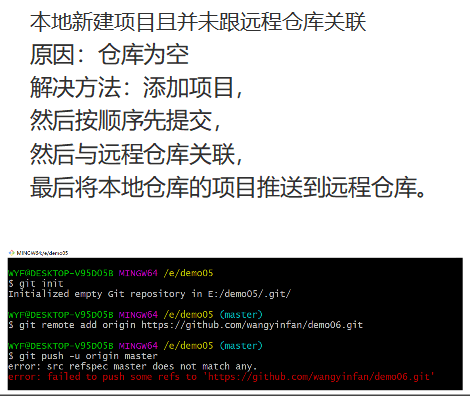 本地新建项目且并未跟远程仓库关联
原因：仓库为空
解决方法：添加项目，
然后按顺序先提交，
然后与远程仓库关联，
最后将本地仓库的项目推送到远程仓库。
MINGW64:/e/demo05
WYF@DESKTOP-V95DO5B MINGW64 /e/demo05
$ git init
Initialized empty Git repository in E:/demo05/.git/
WYF@DESKTOP-V95DO5B MINGW64 /e/demo05 (master)
$ git remote add origin https://github.com/wangyinfan/demo06.git
WYF@DESKTOP-V95DO5B MINGW64 /e/demo05 (master)
$ git push -u origin master
error: src refspec master does not match any.
error: failed to push some refs to 'https://github.com/wangyinfan/demo06.git'